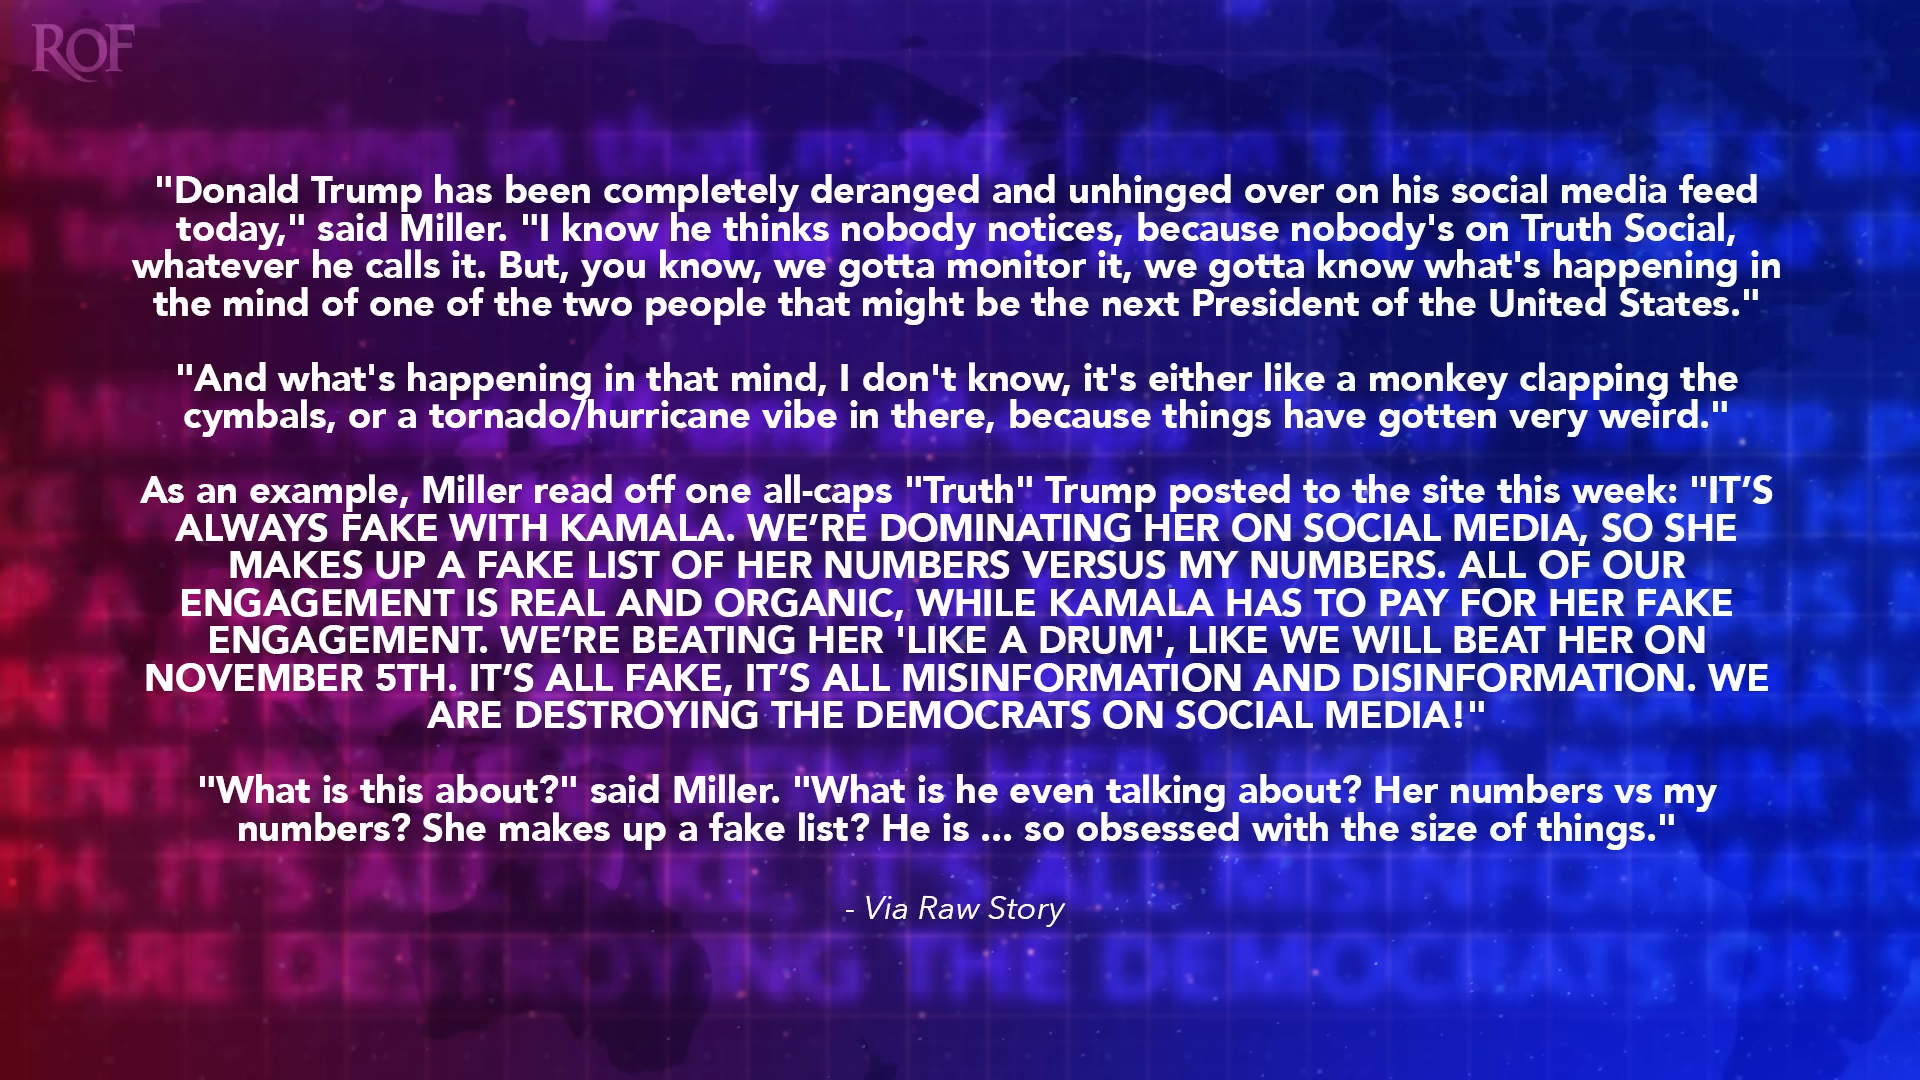 ROF
"Donald Trump has been completely deranged and unhinged over on his social media feed
today," said Miller. "I know he thinks nobody notices, because nobody's on Truth Social,
whatever he calls it. But, you know, we gotta monitor it, we gotta know what's happening in
the mind of one of the two people that might be the next President of the United States."
"And what's happening in that mind, I don't know, it's either like a monkey clapping the
cymbals, or a tornado/hurricane vibe in there, because things have gotten very weird."
As an example, Miller read off one all-caps "Truth" Trump posted to the site this week: "IT’S
ALWAYS FAKE WITH KAMALA. WE’RE DOMINATING HER ON SOCIAL MEDIA, SO SHE
MAKES UP A FAKE LIST OF HER NUMBERS VERSUS MY NUMBERS. ALL OF OUR
ENGAGEMENT IS REAL AND ORGANIC, WHILE KAMALA HAS TO PAY FOR HER FAKE
ENGAGEMENT. WE’RE BEATING HER 'LIKE A DRUM', LIKE WE WILL BEAT HER ON
NOVEMBER 5TH. IT’S ALL FAKE, IT’S ALL MISINFORMATION AND DISINFORMATION. WE
ARE DESTROYING THE DEMOCRATS ON SOCIAL MEDIA!"
"What is this about?" said Miller. "What is he even talking about? Her numbers vs my
numbers? She makes up a fake list? He is ... so obsessed with the size of things."
- Via Raw Story